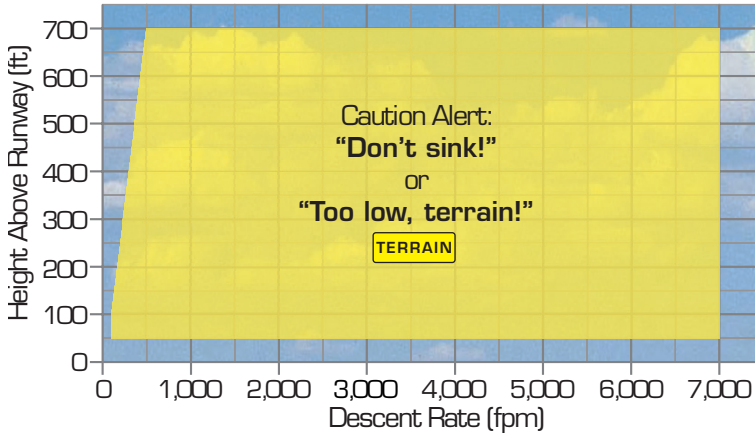 Height Above Runway (ft)
700
600
500
400
300
200
100
0
Caution Alert:
“Don’t sink!”
or
“Too low, terrain!”
TERRAIN
0 1,000 2,000 3,000 4,000 5,000 6,000 7,000
Descent Rate (fpm)